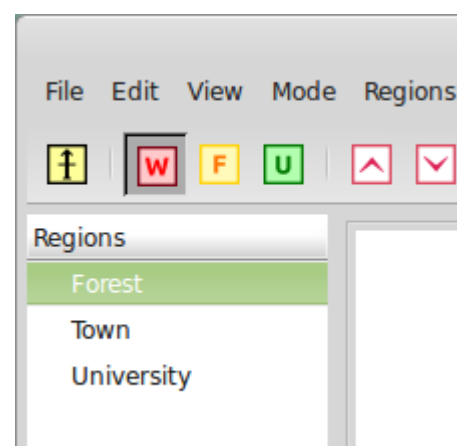 File Edit View Mode Regions
W F U
Regions
Forest
Town
University